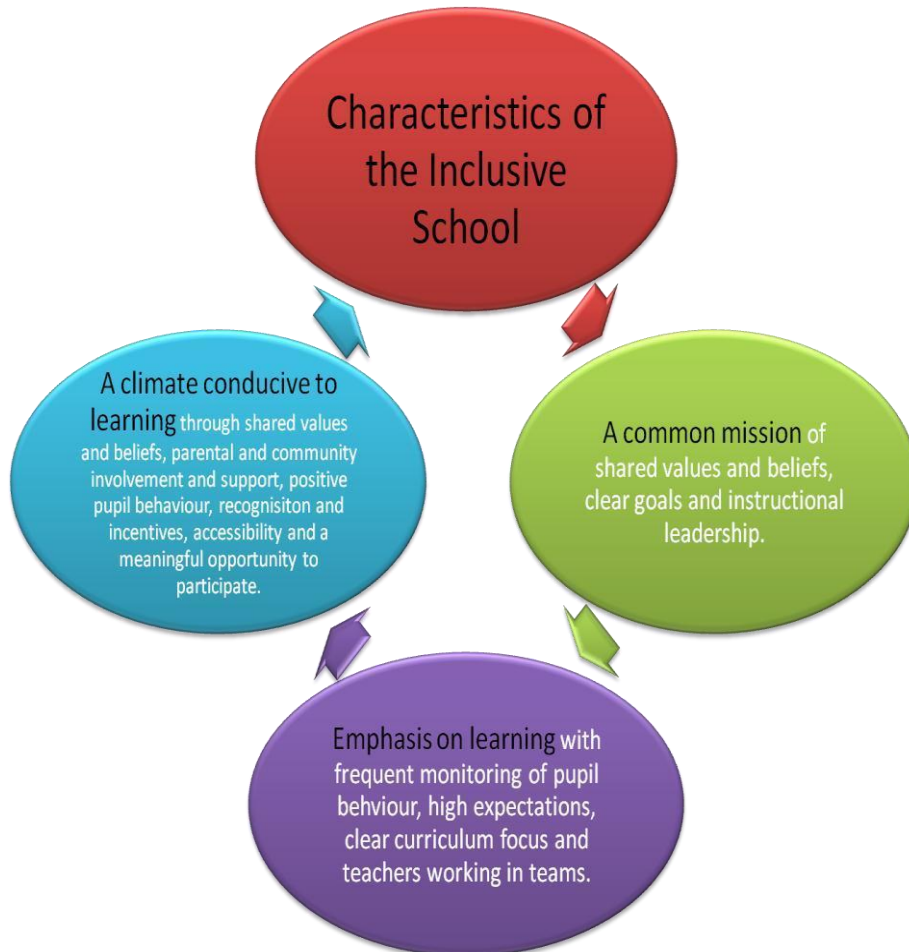 Characteristics of
the Inclusive
School
A climate conducive to
learning through shared values
and beliefs, parental and community
involvement and support, positive
pupil behaviour, recognisiton and
incentives, accessibility and a
meaningful opportunity to
participate.
A common mission of
shared values and beliefs,
clear goals and instructional
leadership.
Emphasis on learning with
frequent monitoring of pupil
behviour, high expectations,
clear curriculum focus and
teachers working in teams.